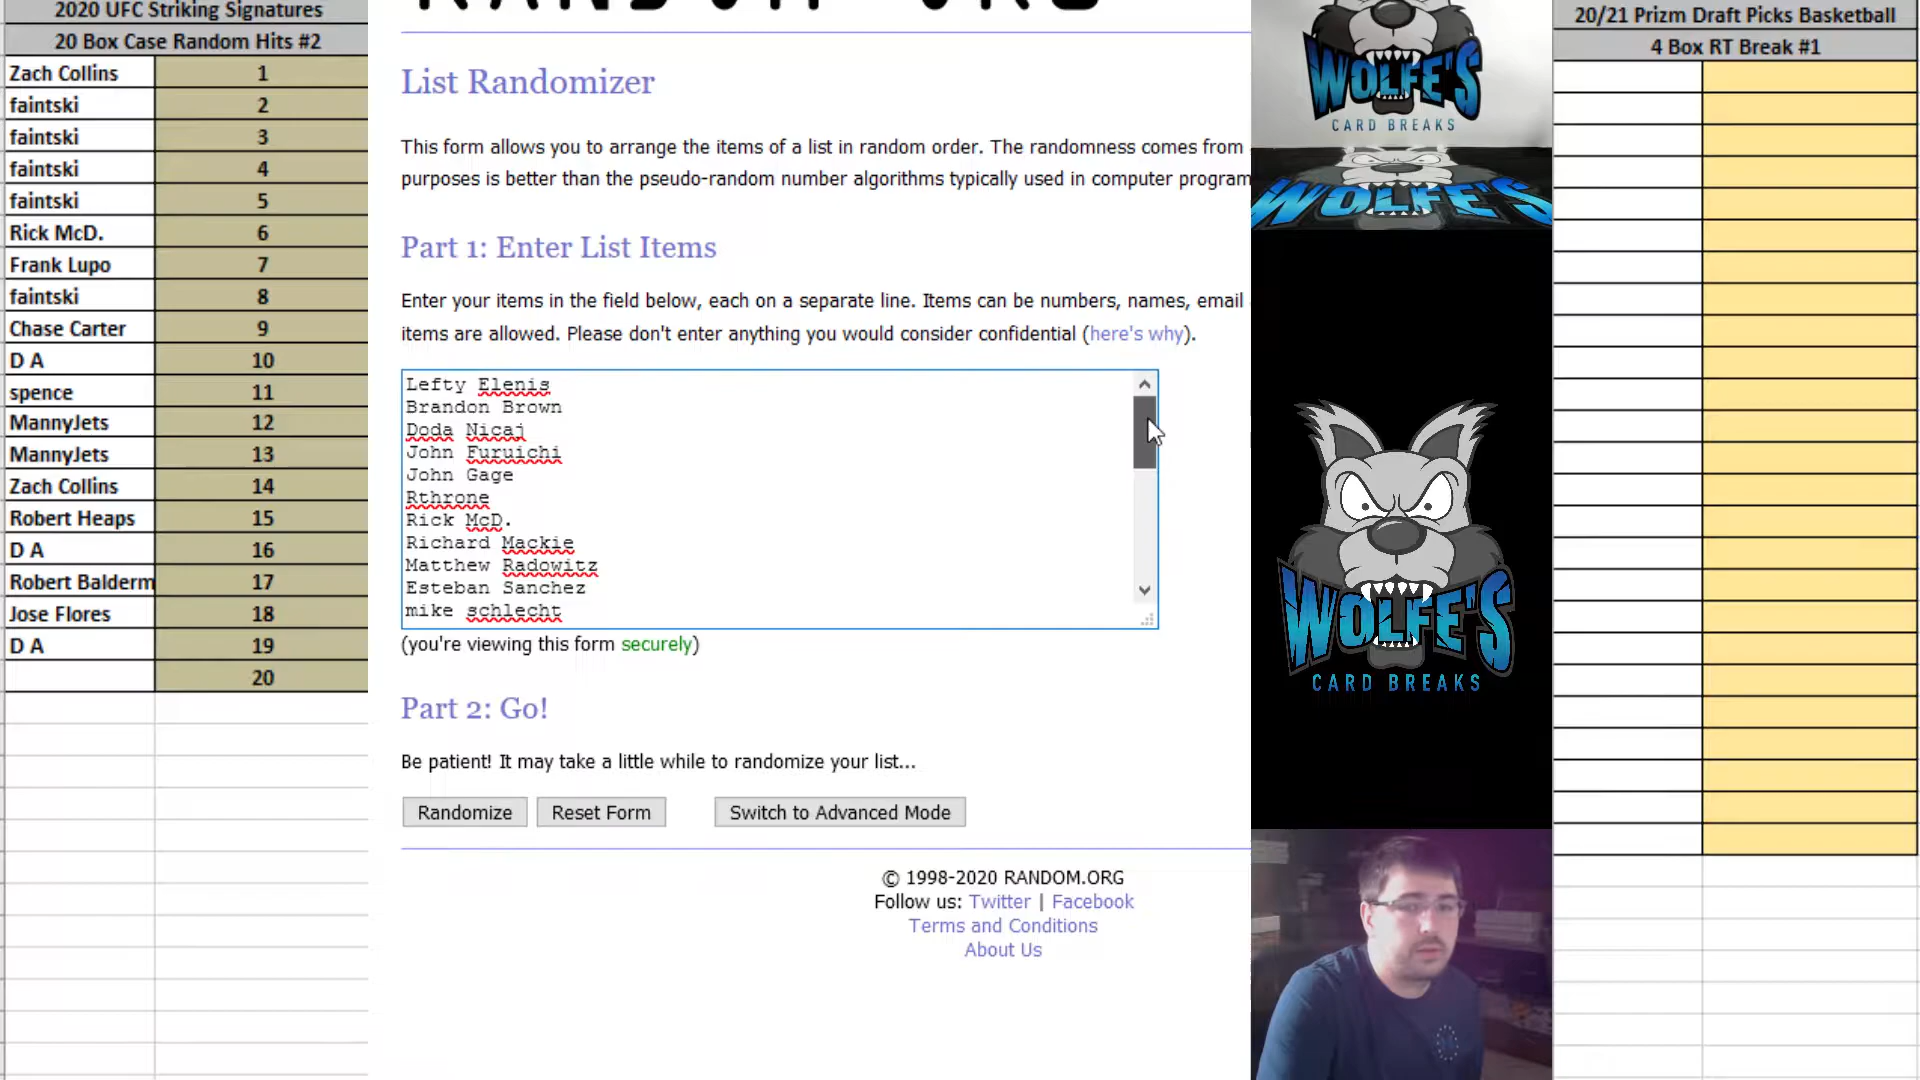 2020 UFC Striking Signatures
20 Box Case Random Hits #2
Zach Collins 1
faintski 2
faintski 3
faintski 4
faintski 5
Rick McD. 6
Frank Lupo 7
faintski 8
Chase Carter 9
D A 10
spence 11
MannyJets 12
MannyJets 13
Zach Collins 14
Robert Heaps 15
D A 16
Robert Balderm 17
Jose Flores 18
D A 19
20
RANDOM ORG
List Randomizer
This form allows you to arrange the items of a list in random order. The randomness comes from
purposes is better than the pseudo-random number algorithms typically used in computer program
Part 1: Enter List Items
Enter your items in the field below, each on a separate line. Items can be numbers, names, email
items are allowed. Please don't enter anything you would consider confidential (here's why).
Lefty Elenis
Brandon Brown
Doda Nicaj
John Furuichi
John Gage
Rthrone
Rick McD.
Richard Mackie
Matthew Radowitz
Esteban Sanchez
mike schlecht
(you're viewing this form securely)
Part 2: Go!
Be patient! It may take a little while to randomize your list...
Randomize Reset Form Switch to Advanced Mode
© 1998-2020 RANDOM.ORG
Follow us: Twitter | Facebook
Terms and Conditions
About Us
WOLFE'S
CARD BREAKS
WOLFE'S
WOLFE'S
CARD BREAKS
20/21 Prizm Draft Picks Basketball
4 Box RT Break #1